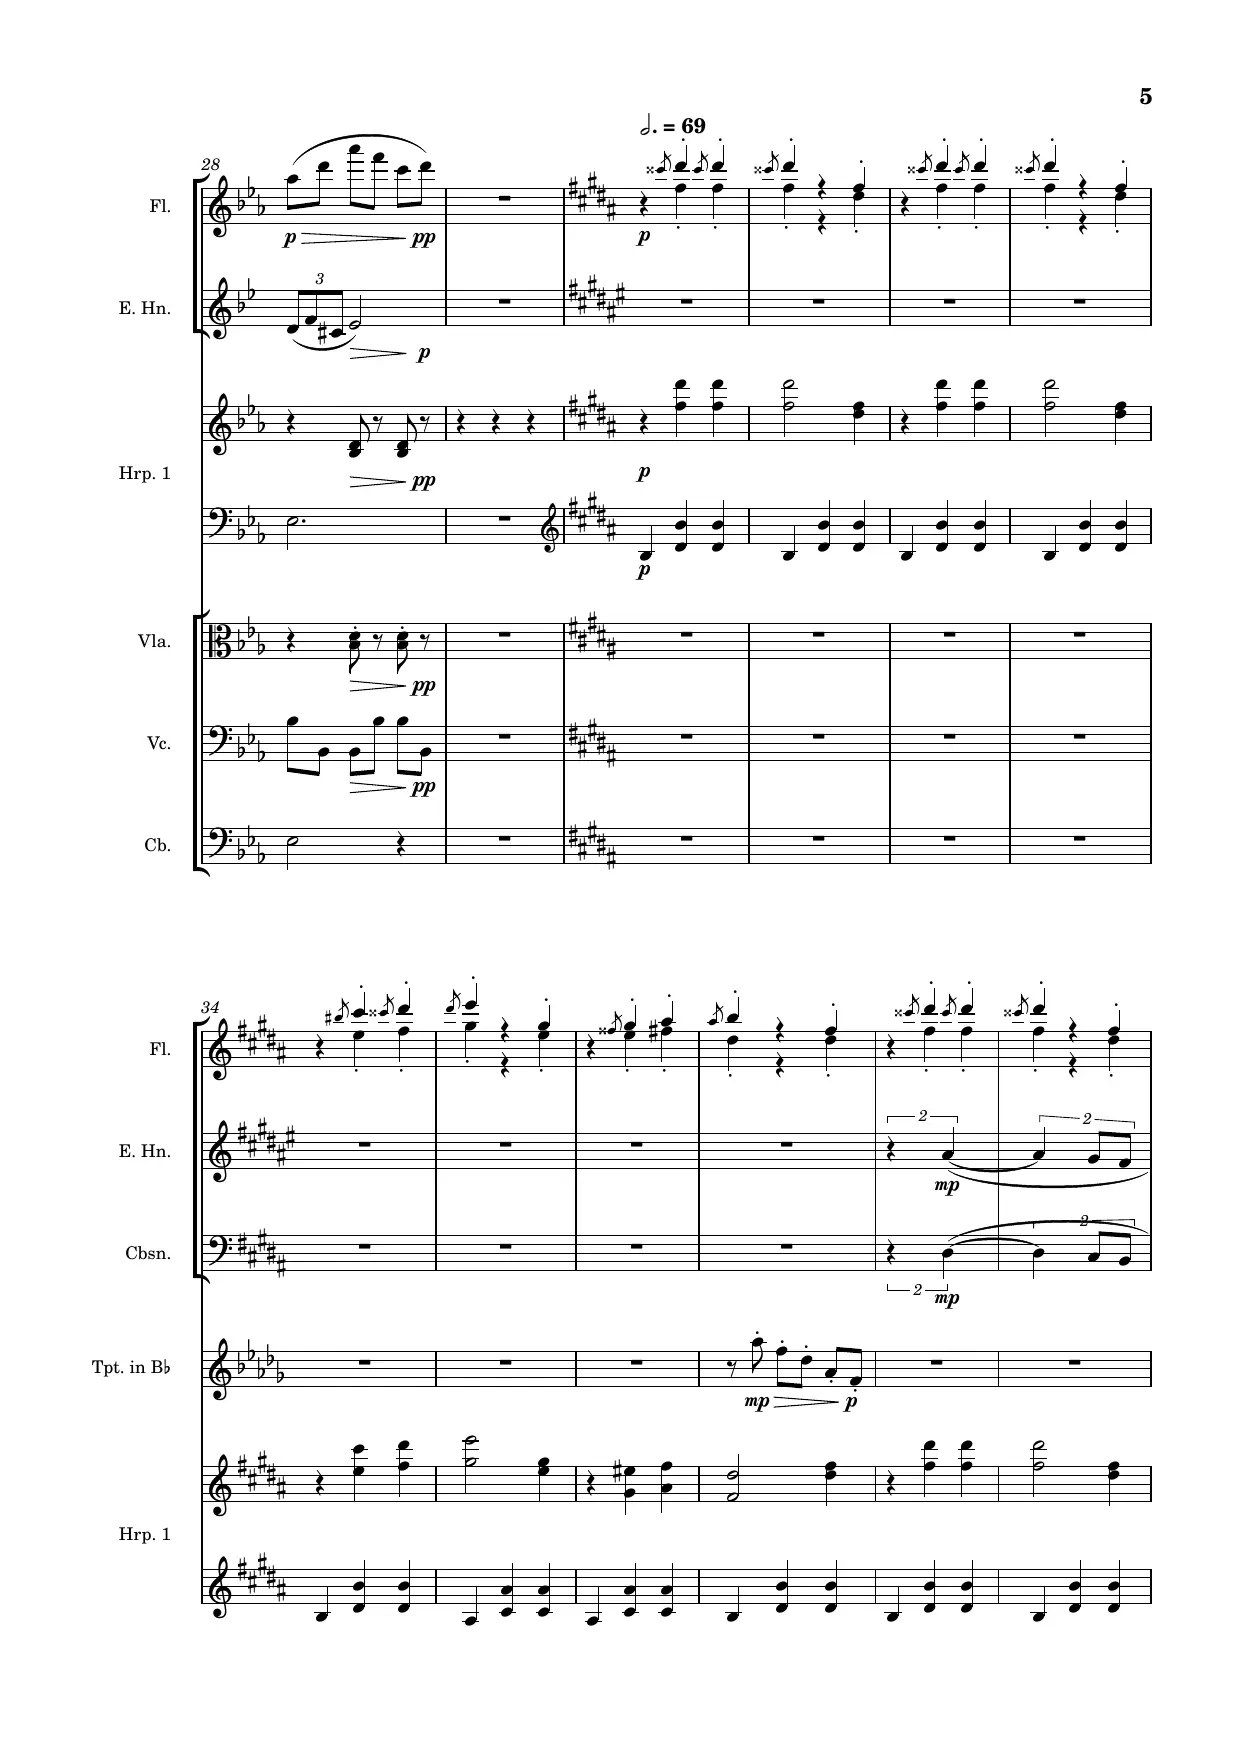 5
𝅗𝅥. = 69
28
Fl.
p
pp
3
E. Hn.
p
Hrp. 1
pp
p
p
Vla.
pp
Vc.
pp
Cb.
34
Fl.
2
2
E. Hn.
mp
2
Cbsn.
2
mp
Tpt. in B♭
mp
p
Hrp. 1